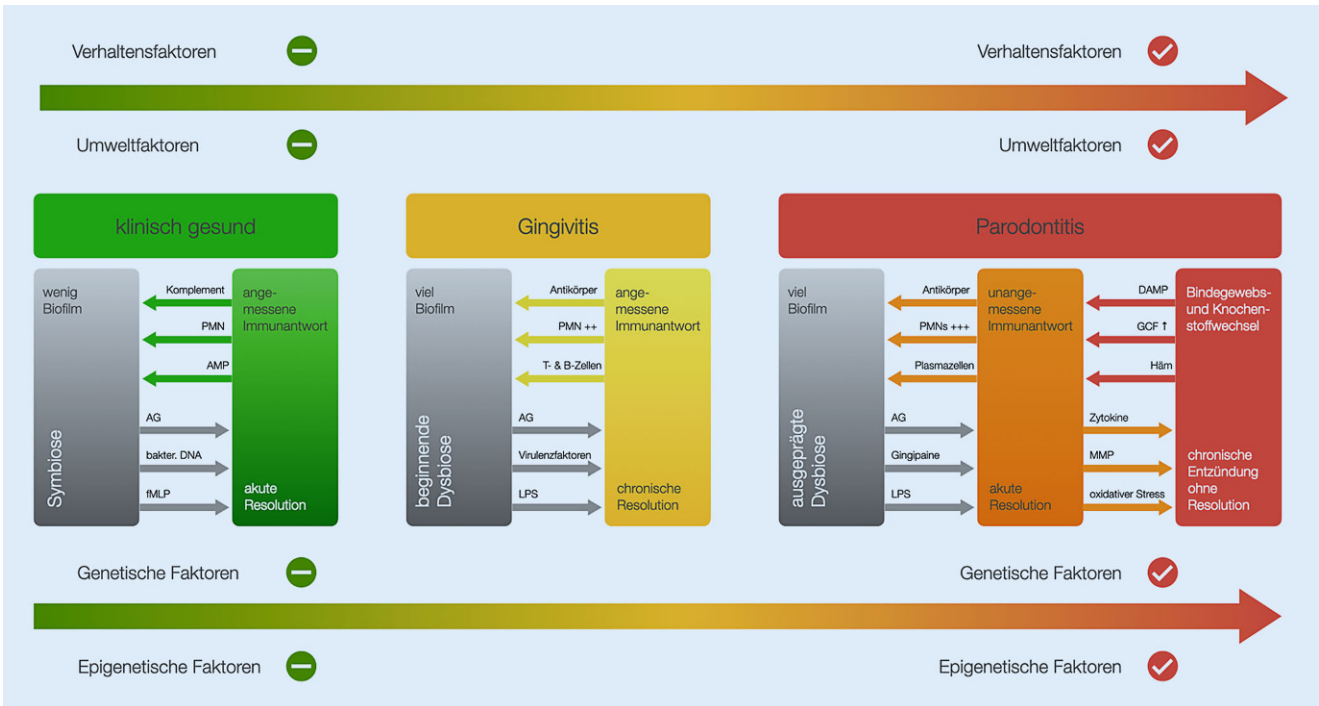 Verhaltensfaktoren
Verhaltensfaktoren
Umweltfaktoren
Umweltfaktoren
klinisch gesund
wenig
Biofilm
Symbiose
Komplement
PMN
AMP
AG
bakter. DNA
fMLP
ange-
messene
Immunantwort
akute
Resolution
Gingivitis
viel
Biofilm
beginnende
Dysbiose
Antikörper
PMN ++
T- & B-Zellen
AG
Virulenzfaktoren
LPS
ange-
messene
Immunantwort
chronische
Resolution
Parodontitis
viel
Biofilm
ausgeprägte
Dysbiose
Antikörper
PMNs +++
Plasmazellen
AG
Gingipaine
LPS
unange-
messene
Immunantwort
akute
Resolution
DAMP
GCF ↑
Häm
Zytokine
MMP
oxidativer Stress
Bindegewebs-
und Knochen-
stoffwechsel
chronische
Entzündung
ohne
Resolution
Genetische Faktoren
Genetische Faktoren
Epigenetische Faktoren
Epigenetische Faktoren